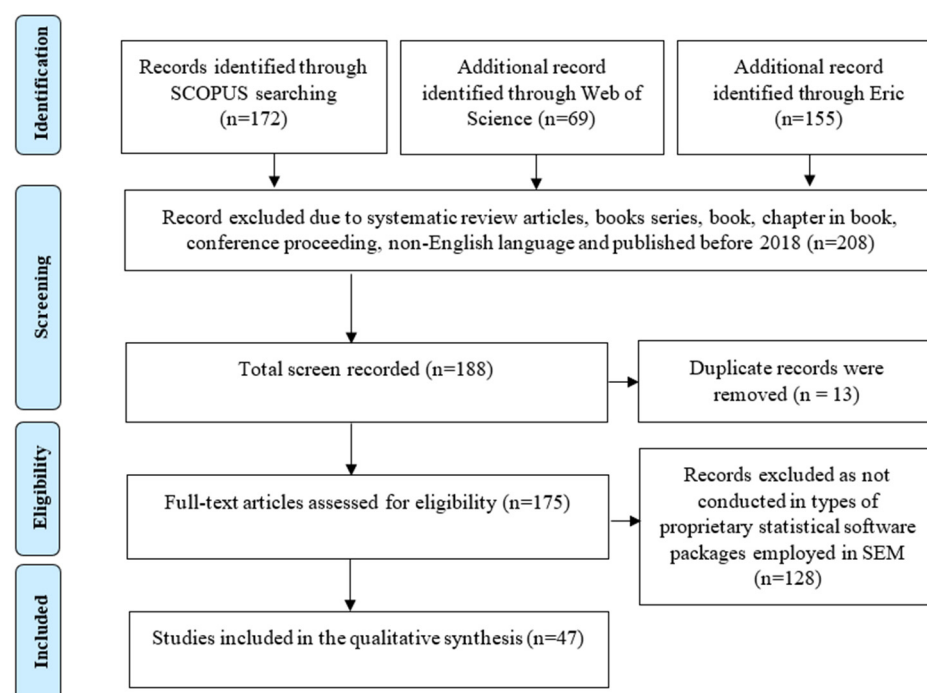 Identification
Records identified through
SCOPUS searching
(n=172)
Additional record
identified through Web of
Science (n=69)
Additional record
identified through Eric
(n=155)
Screening
Record excluded due to systematic review articles, books series, book, chapter in book,
conference proceeding, non-English language and published before 2018 (n=208)
Total screen recorded (n=188)
Duplicate records were
removed (n = 13)
Eligibility
Full-text articles assessed for eligibility (n=175)
Records excluded as not
conducted in types of
proprietary statistical software
packages employed in SEM
(n=128)
Included
Studies included in the qualitative synthesis (n=47)